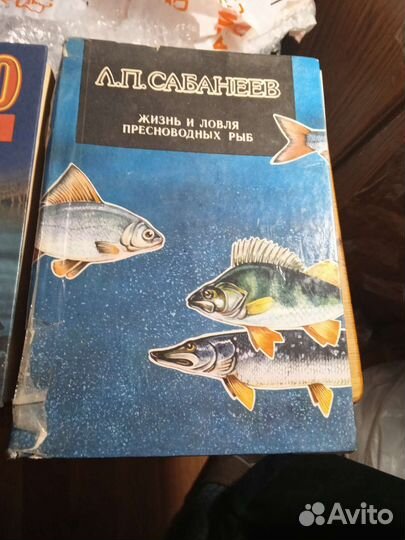 Л.П. САБАНЕЕВ
ЖИЗНЬ И ЛОВЛЯ
ПРЕСНОВОДНЫХ РЫБ
Avito